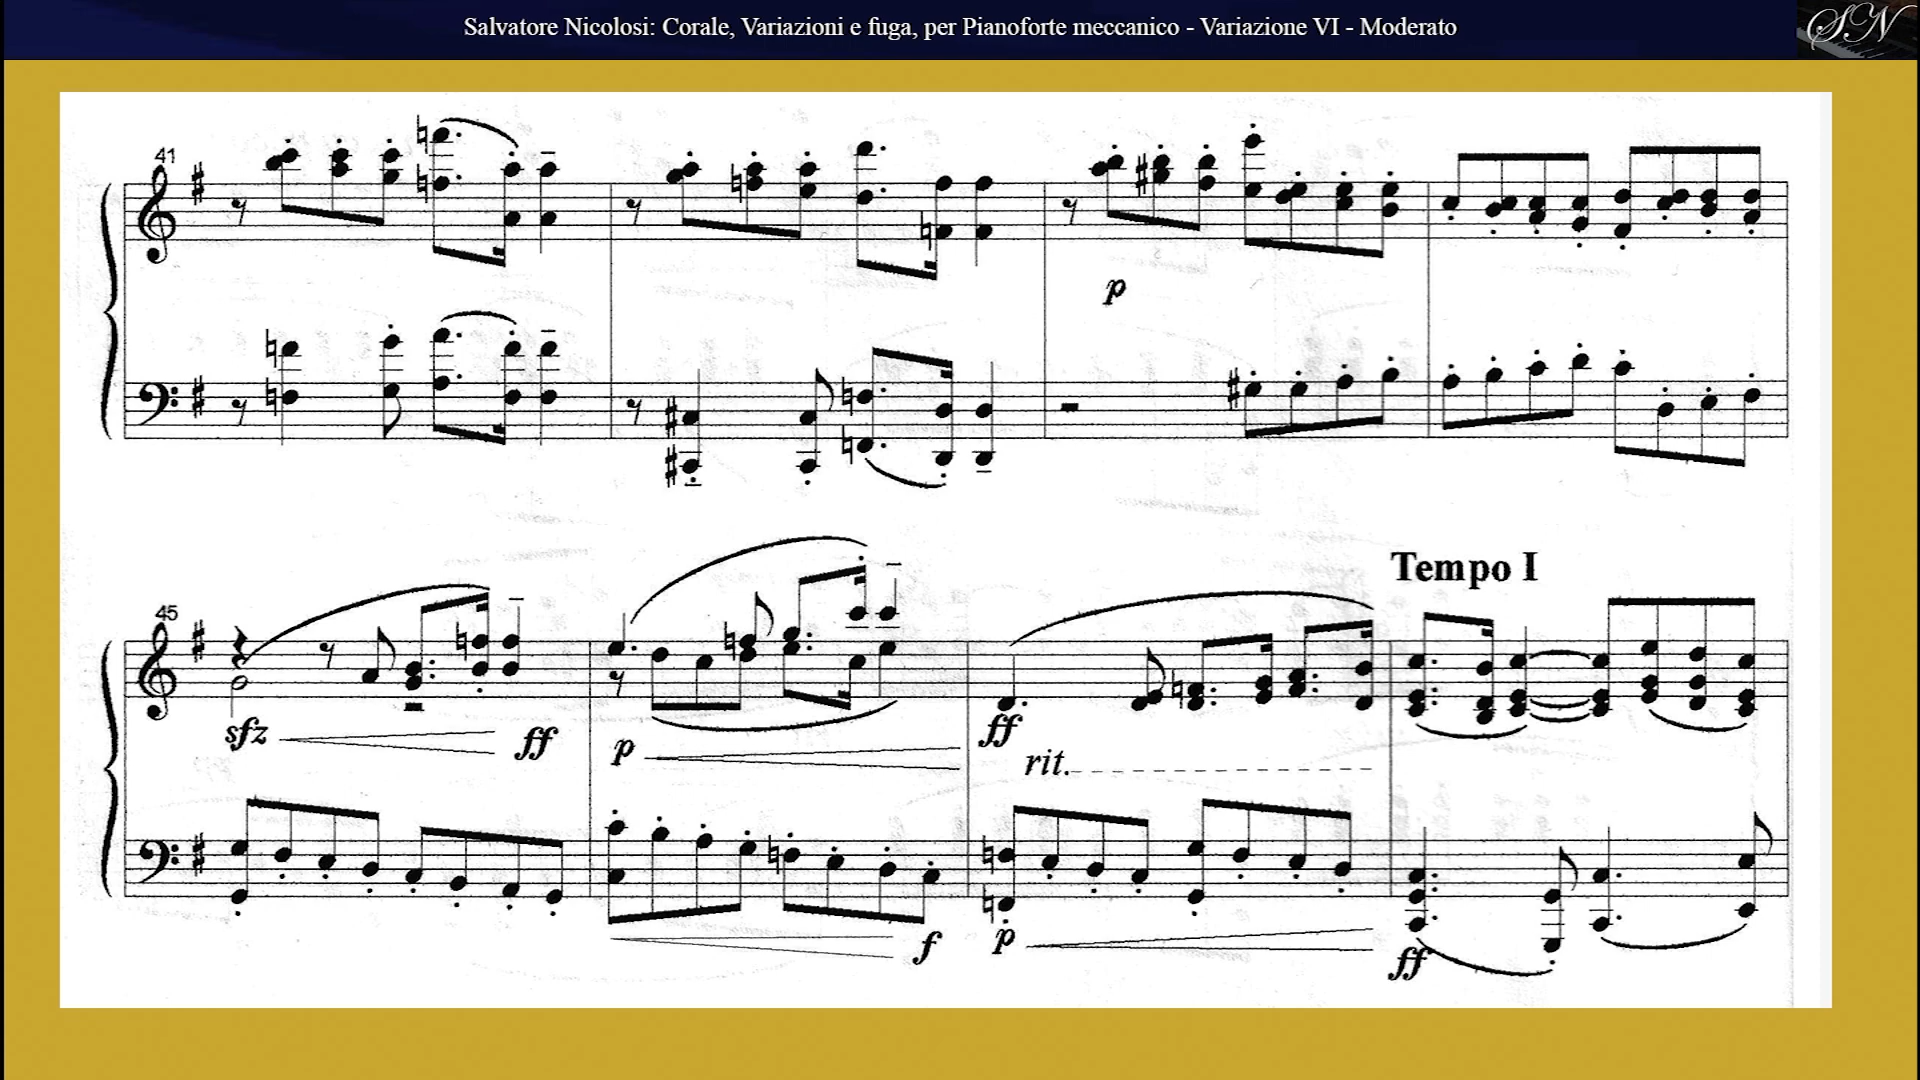 Salvatore Nicolosi: Corale, Variazioni e fuga, per Pianoforte meccanico - Variazione VI - Moderato
SN
41
p
Tempo I
45
sfz ff p ff
rit.
f p ff